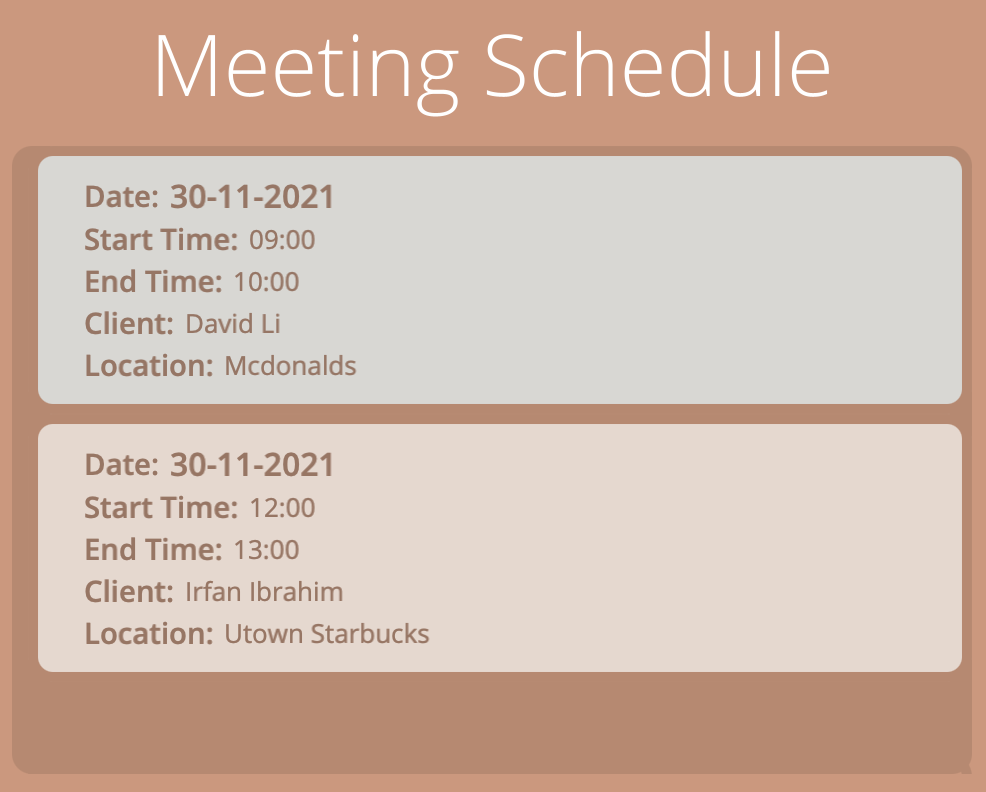 Meeting Schedule
Date: 30-11-2021
Start Time: 09:00
End Time: 10:00
Client: David Li
Location: Mcdonalds
Date: 30-11-2021
Start Time: 12:00
End Time: 13:00
Client: Irfan Ibrahim
Location: Utown Starbucks